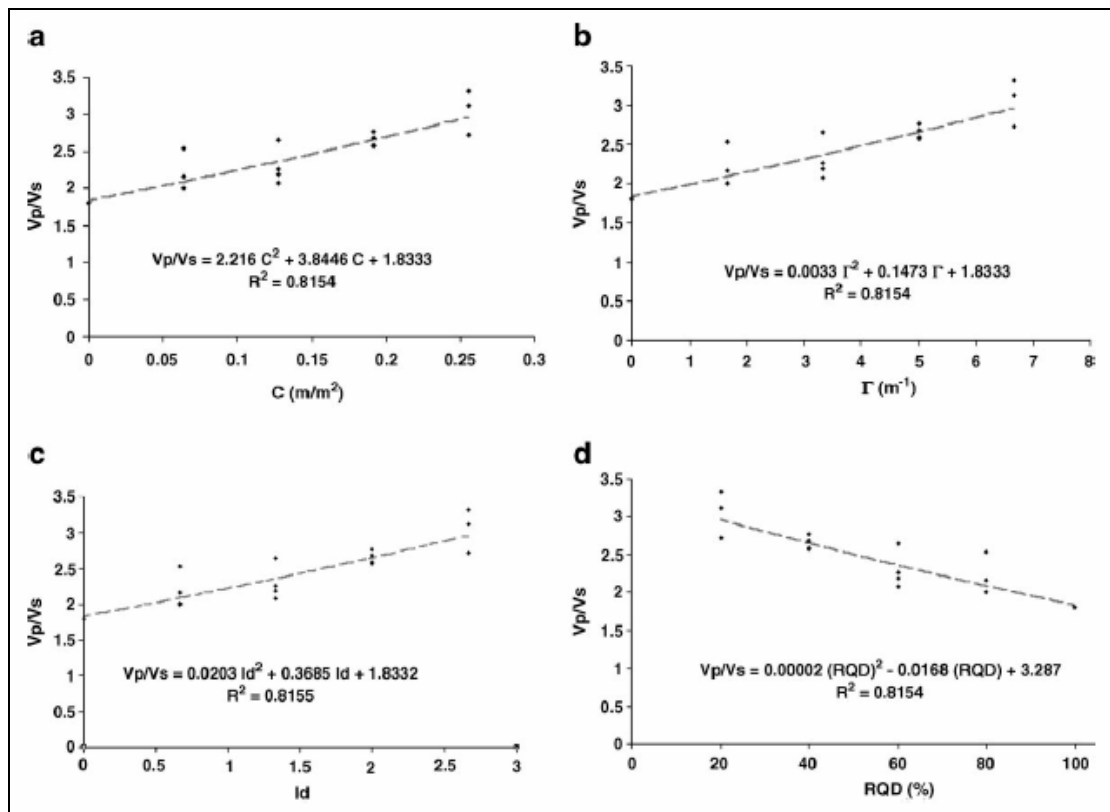 a
3.5
3
2.5
2
1.5
1
0.5
0
Vp/Vs
Vp/Vs = 2.216 C² + 3.8446 C + 1.8333
R² = 0.8154
0 0.05 0.1 0.15 0.2 0.25 0.3
C (m/m²)
b
3.5
3
2.5
2
1.5
1
0.5
0
Vp/Vs
Vp/Vs = 0.0033 Γ² + 0.1473 Γ + 1.8333
R² = 0.8154
0 1 2 3 4 5 6 7 8
Γ (m⁻¹)
c
3.5
3
2.5
2
1.5
1
0.5
0
Vp/Vs
Vp/Vs = 0.0203 Id² + 0.3685 Id + 1.8332
R² = 0.8155
0 0.5 1 1.5 2 2.5 3
Id
d
3.5
3
2.5
2
1.5
1
0.5
0
Vp/Vs
Vp/Vs = 0.00002 (RQD)² - 0.0168 (RQD) + 3.287
R² = 0.8154
0 20 40 60 80 100
RQD (%)